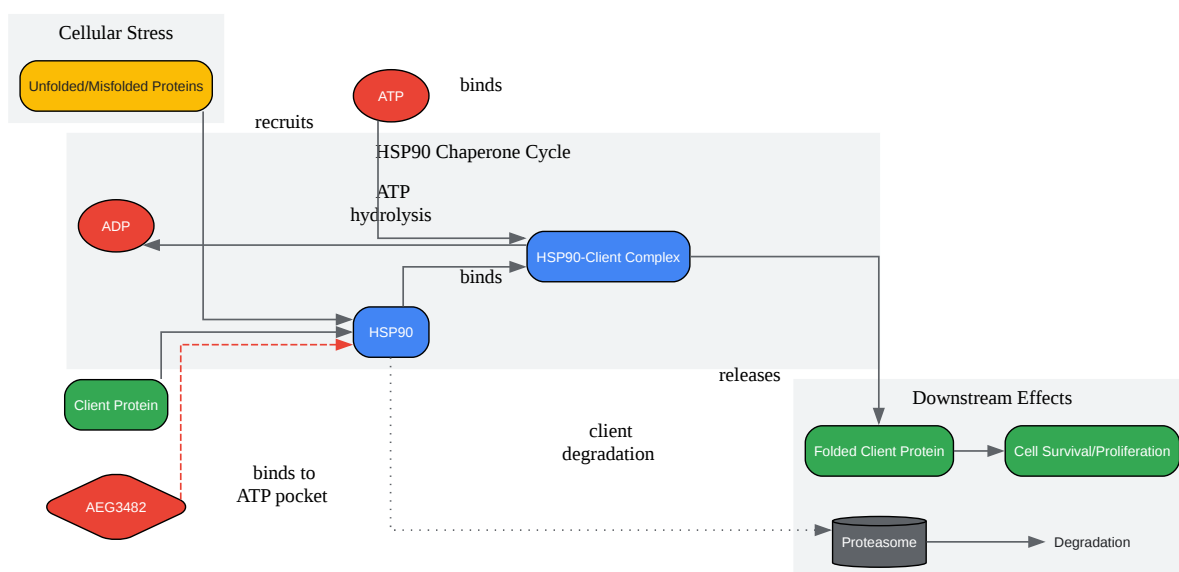 Cellular Stress
Unfolded/Misfolded Proteins
ATP
binds
recruits
HSP90 Chaperone Cycle
ATP
hydrolysis
ADP
HSP90-Client Complex
binds
HSP90
releases
Client Protein
Downstream Effects
client
degradation
Folded Client Protein
Cell Survival/Proliferation
binds to
ATP pocket
AEG3482
Proteasome
Degradation